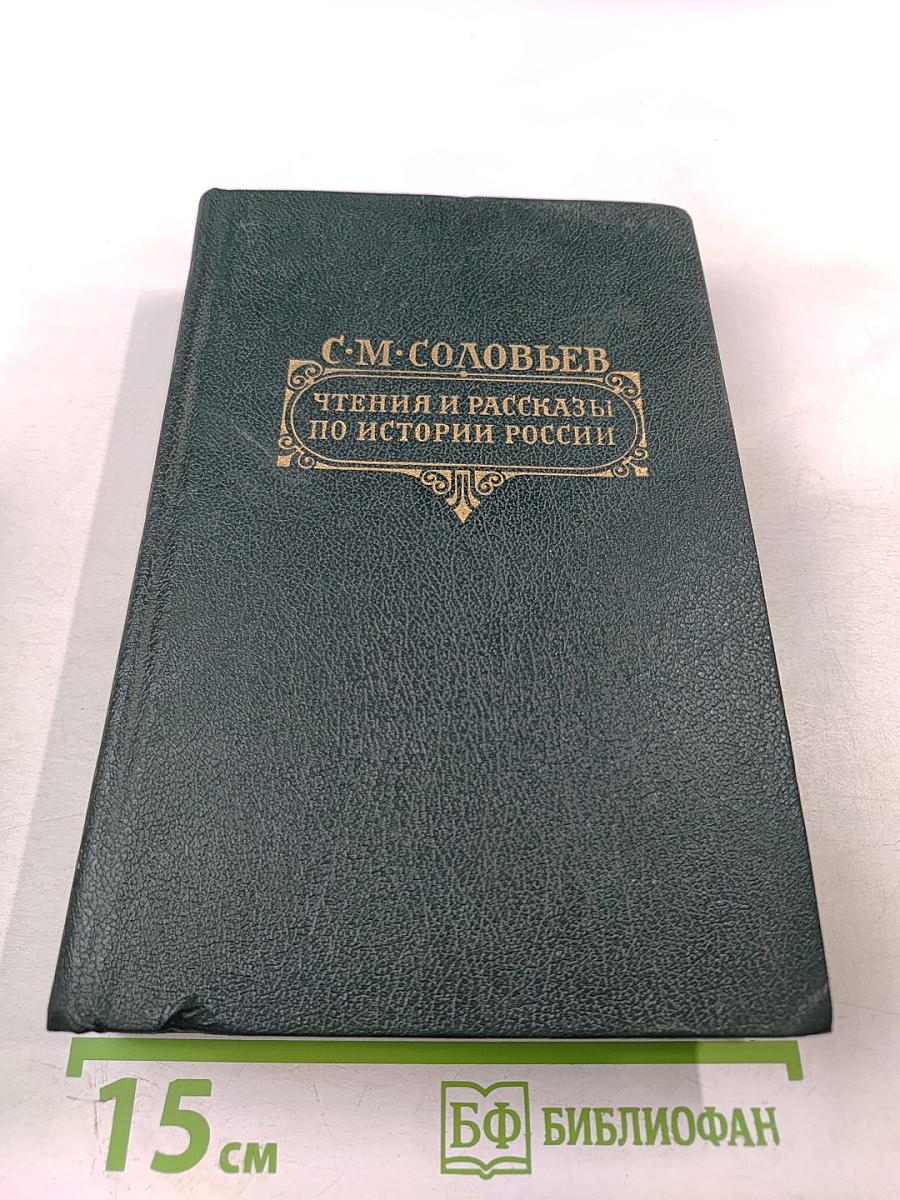 С·М·СОЛОВЬЕВ
ЧТЕНИЯ И РАССКАЗЫ
ПО ИСТОРИИ РОССИИ
15 см
БФ БИБЛИОФАН